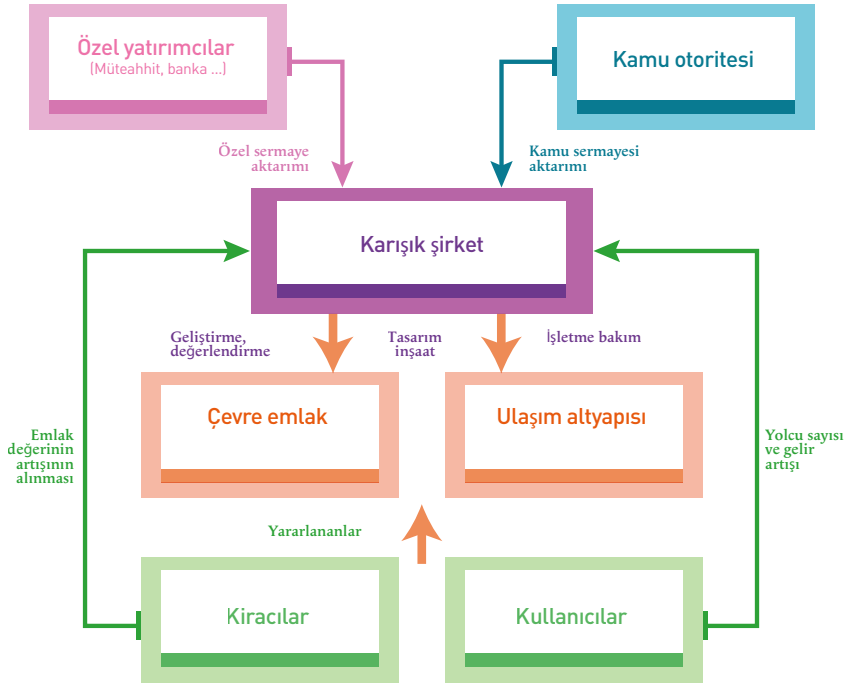 Özel yatırımcılar
(Müteahhit, banka ...)
Kamu otoritesi
Özel sermaye
aktarımı
Kamu sermayesi
aktarımı
Karışık şirket
Geliştirme,
değerlendirme
Tasarım
inşaat
İşletme bakım
Çevre emlak
Ulaşım altyapısı
Emlak
değerinin
artışının
alınması
Yolcu sayısı
ve gelir
artışı
Yararlananlar
Kiracılar
Kullanıcılar